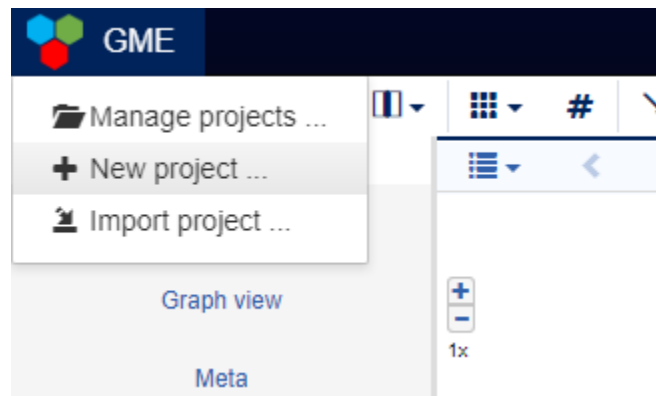 GME
Manage projects ...
#
New project ...
Import project ...
Graph view
1x
Meta